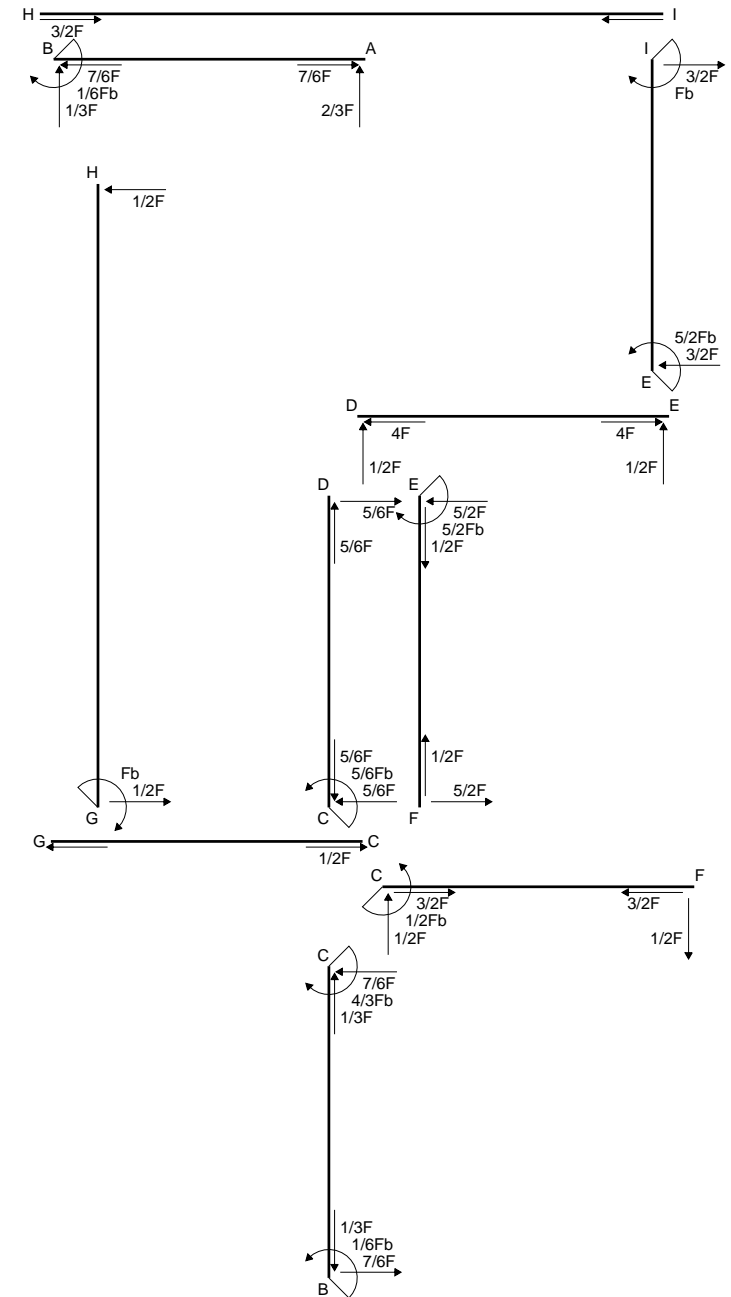 H I
3/2F
B A
7/6F 7/6F
1/6Fb
1/3F 2/3F
I
3/2F
Fb
H
1/2F
5/2Fb
3/2F
E
D E
4F 4F
1/2F 1/2F
D E
5/6F 5/2F
5/2Fb
5/6F 1/2F
5/6F 1/2F
5/6Fb
5/6F 5/2F
C F
Fb
1/2F
G
G C
1/2F
C F
3/2F 3/2F
1/2Fb
1/2F 1/2F
C
7/6F
4/3Fb
1/3F
1/3F
1/6Fb
7/6F
B